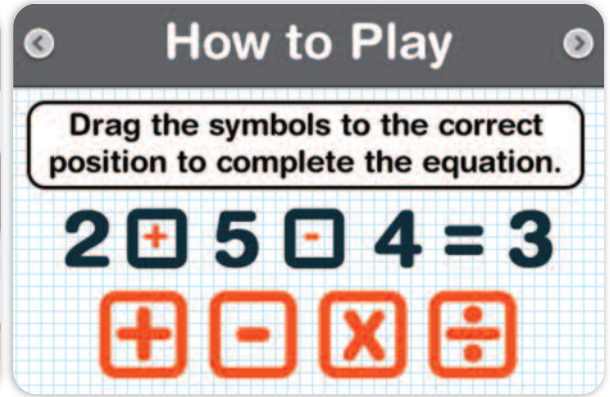 How to Play
Drag the symbols to the correct
position to complete the equation.
2 + 5 - 4 = 3
+ - x ÷